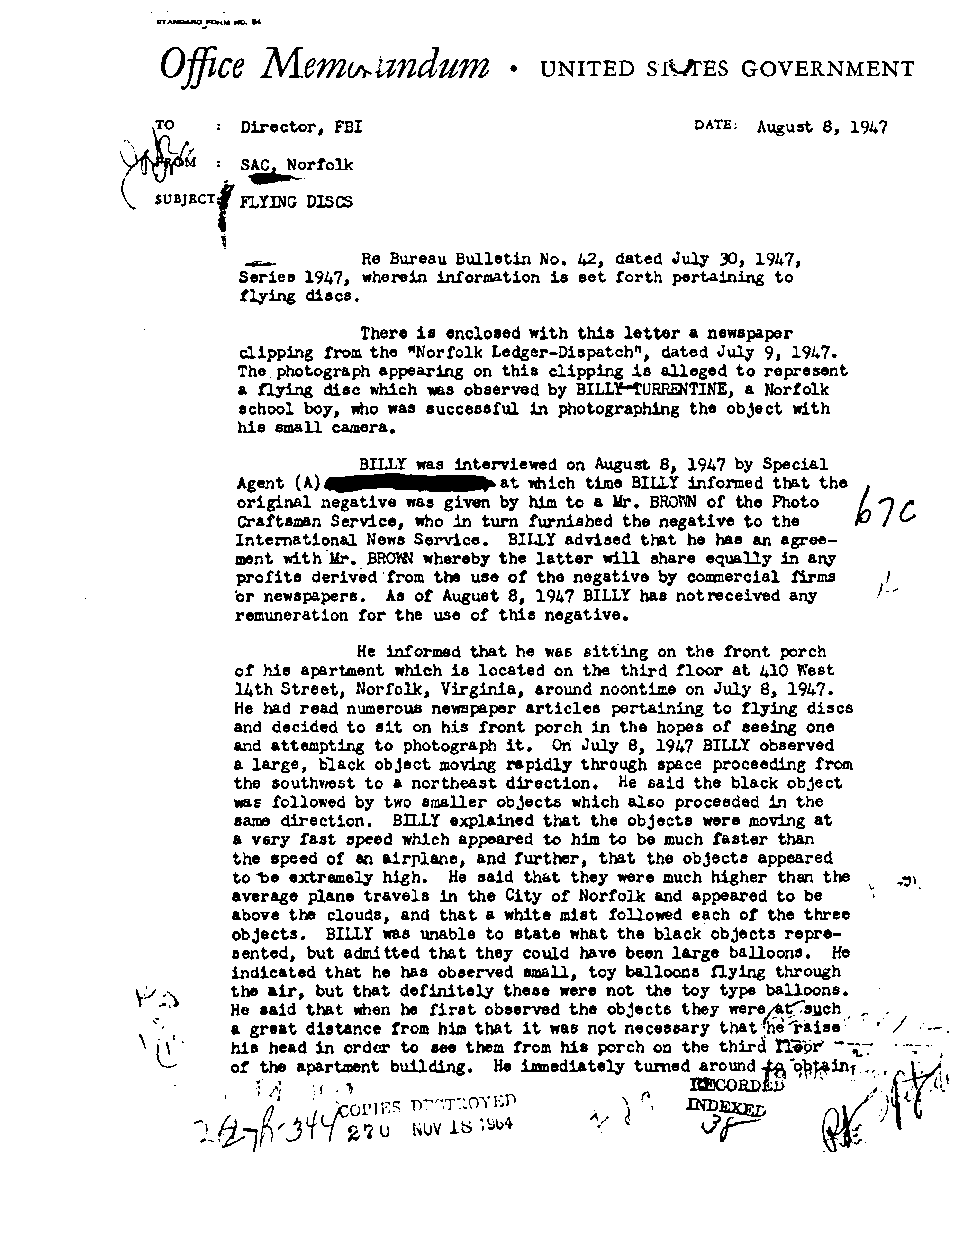 STANDARD FORM NO. 64
Office Memorandum • UNITED STATES GOVERNMENT
TO : Director, FBI DATE: August 8, 1947
FROM : SAC, Norfolk
SUBJECT: FLYING DISCS
Re Bureau Bulletin No. 42, dated July 30, 1947,
Series 1947, wherein information is set forth pertaining to
flying discs.
There is enclosed with this letter a newspaper
clipping from the "Norfolk Ledger-Dispatch", dated July 9, 1947.
The photograph appearing on this clipping is alleged to represent
a flying disc which was observed by BILLY TURRENTINE, a Norfolk
school boy, who was successful in photographing the object with
his small camera.
BILLY was interviewed on August 8, 1947 by Special
Agent (A) at which time BILLY informed that the
original negative was given by him to a Mr. BROWN of the Photo
Craftsman Service, who in turn furnished the negative to the
International News Service. BILLY advised that he has an agree-
ment with Mr. BROWN whereby the latter will share equally in any
profits derived from the use of the negative by commercial firms
or newspapers. As of August 8, 1947 BILLY has not received any
remuneration for the use of this negative.
b7C
He informed that he was sitting on the front porch
of his apartment which is located on the third floor at 410 West
14th Street, Norfolk, Virginia, around noontime on July 8, 1947.
He had read numerous newspaper articles pertaining to flying discs
and decided to sit on his front porch in the hopes of seeing one
and attempting to photograph it. On July 8, 1947 BILLY observed
a large, black object moving rapidly through space proceeding from
the southwest to a northeast direction. He said the black object
was followed by two smaller objects which also proceeded in the
same direction. BILLY explained that the objects were moving at
a very fast speed which appeared to him to be much faster than
the speed of an airplane, and further, that the objects appeared
to be extremely high. He said that they were much higher than the
average plane travels in the City of Norfolk and appeared to be
above the clouds, and that a white mist followed each of the three
objects. BILLY was unable to state what the black objects repre-
sented, but admitted that they could have been large balloons. He
indicated that he has observed small, toy balloons flying through
the air, but that definitely these were not the toy type balloons.
He said that when he first observed the objects they were at such
a great distance from him that it was not necessary that he raise
his head in order to see them from his porch on the third floor
of the apartment building. He immediately turned around to obtain
RECORDED
INDEXED
38
COPIES DESTROYED
270 NOV 18 1964